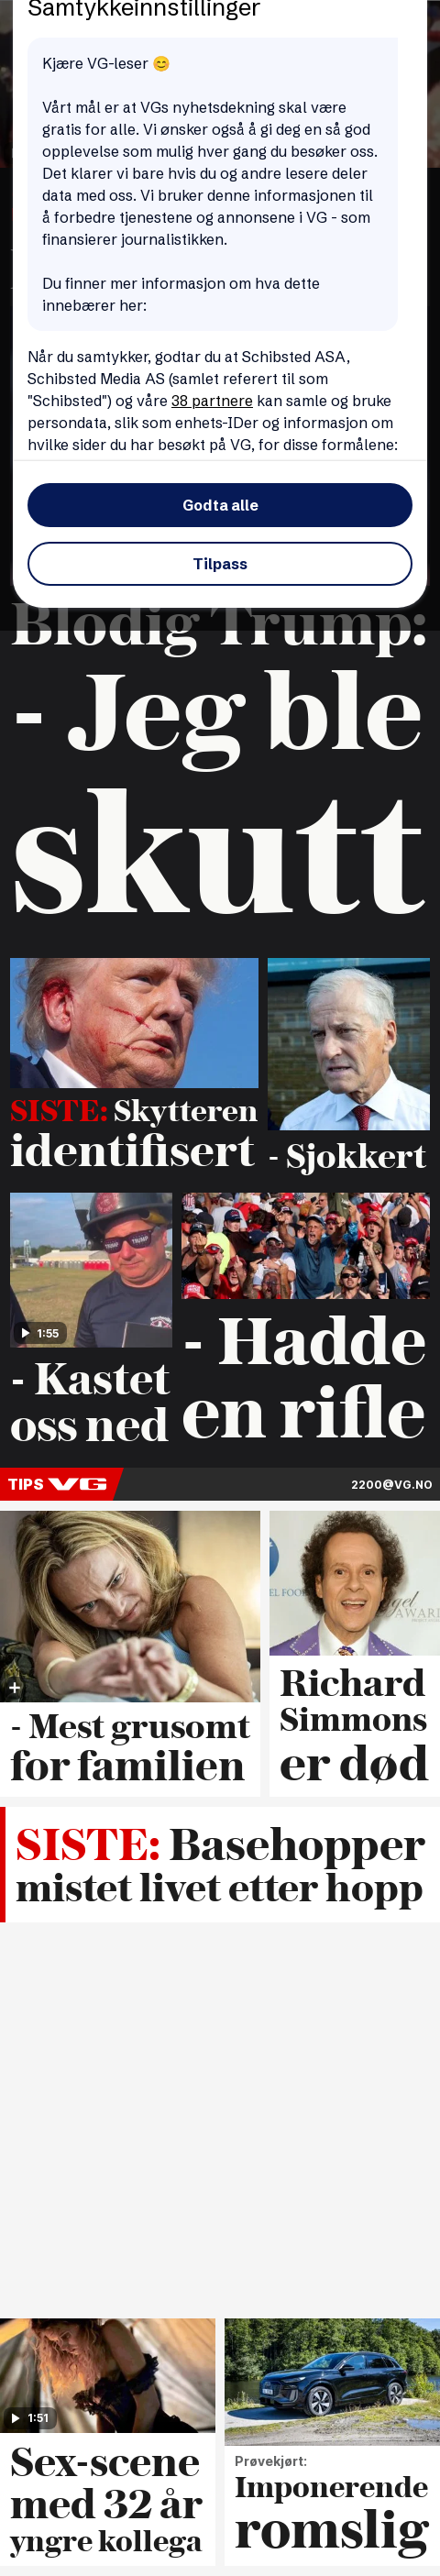 Samtykkeinnstillinger
Kjære VG-leser 😊
Vårt mål er at VGs nyhetsdekning skal være
gratis for alle. Vi ønsker også å gi deg en så god
opplevelse som mulig hver gang du besøker oss.
Det klarer vi bare hvis du og andre lesere deler
data med oss. Vi bruker denne informasjonen til
å forbedre tjenestene og annonsene i VG - som
finansierer journalistikken.
Du finner mer informasjon om hva dette
innebærer her:
Når du samtykker, godtar du at Schibsted ASA,
Schibsted Media AS (samlet referert til som
"Schibsted") og våre 38 partnere kan samle og bruke
persondata, slik som enhets-IDer og informasjon om
hvilke sider du har besøkt på VG, for disse formålene:
Godta alle
Tilpass
Blodig Trump:
- Jeg ble
skutt
SISTE: Skytteren
identifisert
- Sjokkert
TRUMP
1:55
- Kastet
oss ned
- Hadde
en rifle
TIPS VG
2200@VG.NO
- Mest grusomt
for familien
EL FOOD
gel
AWAR
Richard
Simmons
er død
SISTE: Basehopper
mistet livet etter hopp
1:51
Sex-scene
med 32 år
yngre kollega
Prøvekjørt:
Imponerende
romslig